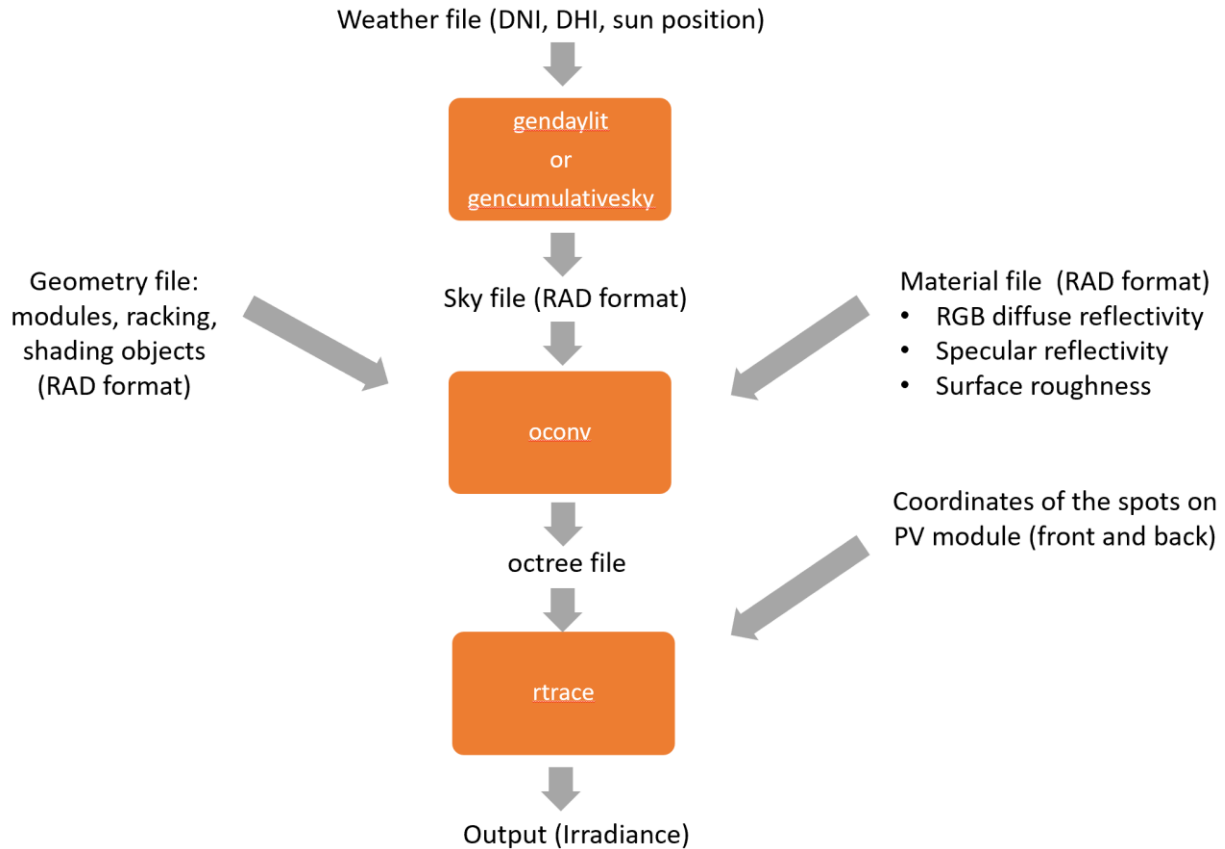 Weather file (DNI, DHI, sun position)
gendaylit
or
gencumulativesky
Geometry file:
modules, racking,
shading objects
(RAD format)
Sky file (RAD format)
Material file (RAD format)
• RGB diffuse reflectivity
• Specular reflectivity
• Surface roughness
oconv
Coordinates of the spots on
PV module (front and back)
octree file
rtrace
Output (Irradiance)